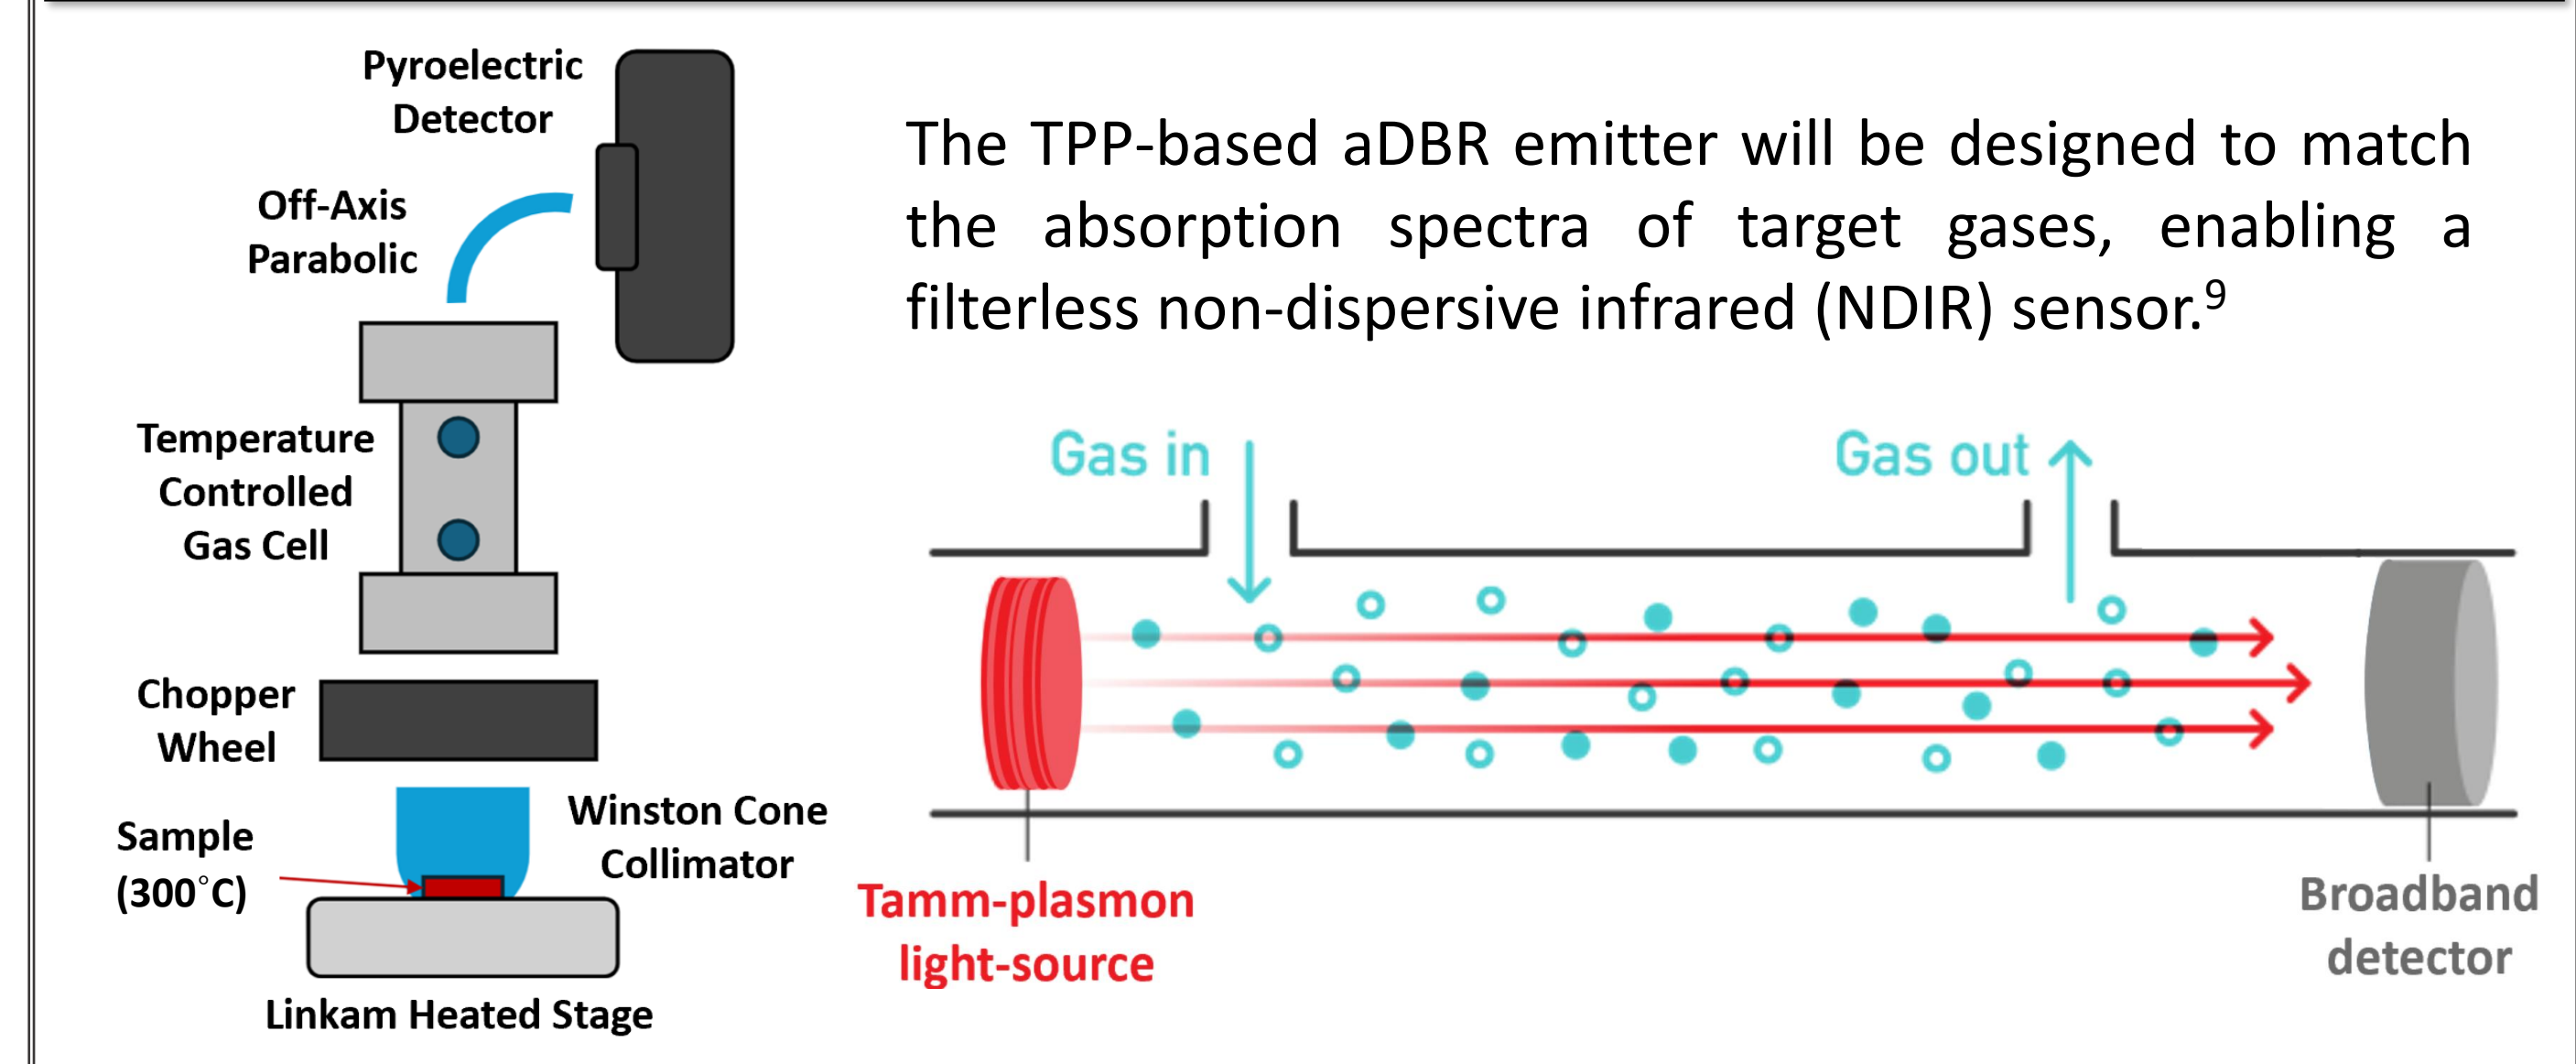 Pyroelectric
Detector
Off-Axis
Parabolic
Temperature
Controlled
Gas Cell
Chopper
Wheel
Sample
(300°C)
Winston Cone
Collimator
Linkam Heated Stage
The TPP-based aDBR emitter will be designed to match
the absorption spectra of target gases, enabling a
filterless non-dispersive infrared (NDIR) sensor.⁹
Gas in
Gas out
Tamm-plasmon
light-source
Broadband
detector